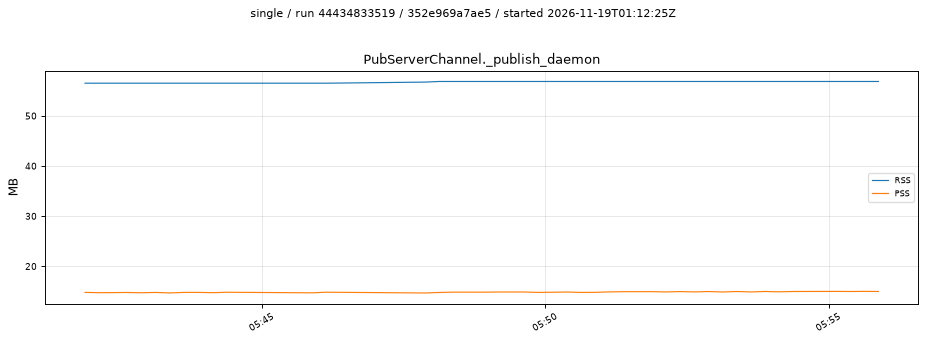 single / run 44434833519 / 352e969a7ae5 / started 2026-11-19T01:12:25Z
PubServerChannel._publish_daemon
MB
50
40
30
20
RSS
PSS
05:45
05:50
05:55